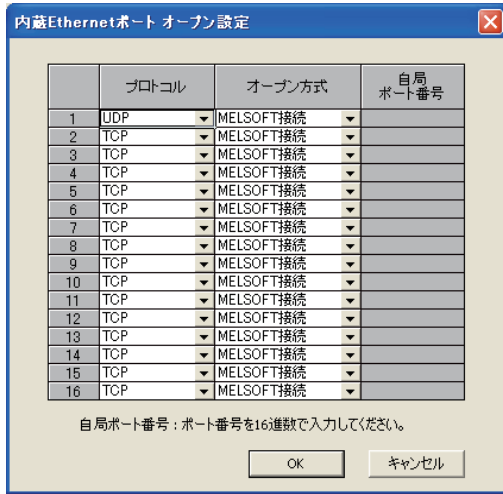 内蔵Ethernetポート オープン設定
プロトコル オープン方式 自局
ポート番号
1 UDP MELSOFT接続
2 TCP MELSOFT接続
3 TCP MELSOFT接続
4 TCP MELSOFT接続
5 TCP MELSOFT接続
6 TCP MELSOFT接続
7 TCP MELSOFT接続
8 TCP MELSOFT接続
9 TCP MELSOFT接続
10 TCP MELSOFT接続
11 TCP MELSOFT接続
12 TCP MELSOFT接続
13 TCP MELSOFT接続
14 TCP MELSOFT接続
15 TCP MELSOFT接続
16 TCP MELSOFT接続
自局ポート番号：ポート番号を16進数で入力してください。
OK キャンセル